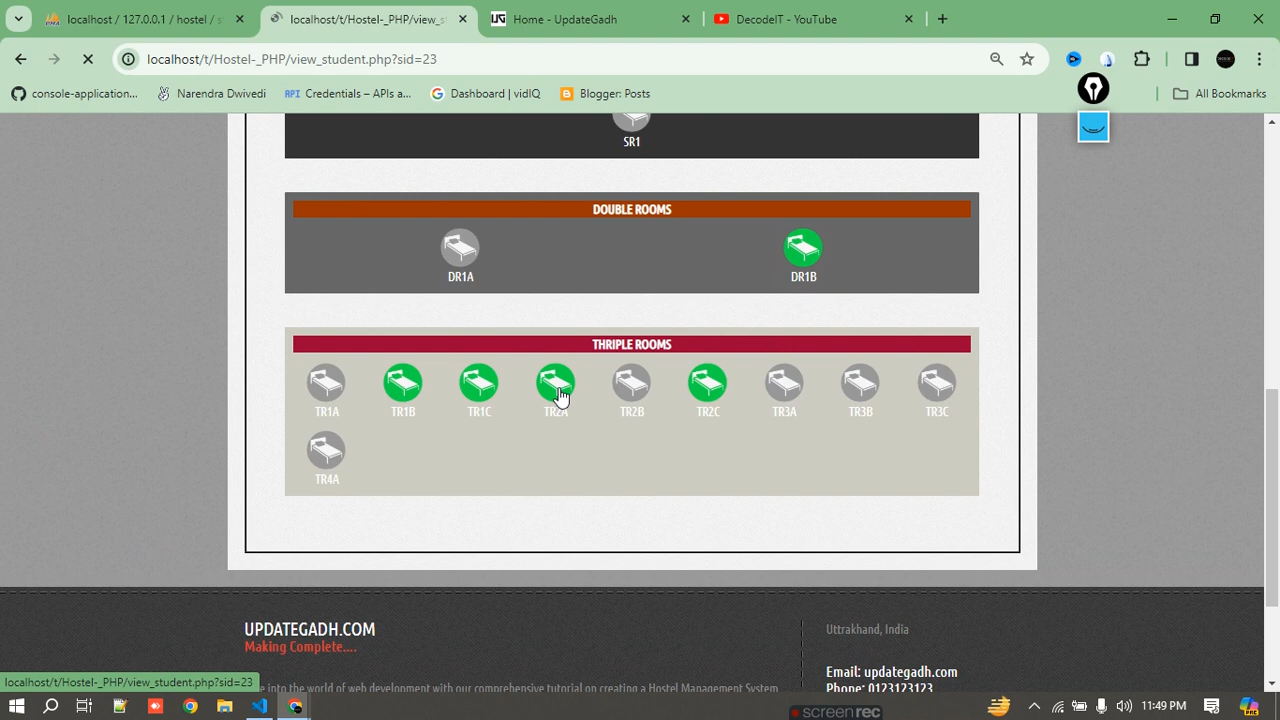 localhost / 127.0.0.1 / hostel / s
localhost/t/Hostel-_PHP/view_s
Home - UpdateGadh
DecodeIT - YouTube
localhost/t/Hostel-_PHP/view_student.php?sid=23
console-application...
Narendra Dwivedi
API Credentials – APIs a...
Dashboard | vidIQ
Blogger: Posts
All Bookmarks
SR1
DOUBLE ROOMS
DR1A DR1B
THRIPLE ROOMS
TR1A TR1B TR1C TR2A TR2B TR2C TR3A TR3B TR3C
TR4A
UPDATEGADH.COM
Making Complete....
Uttrakhand, India
Email: updategadh.com
Phone: 0123123123
localhost/t/Hostel-_PHP/view_student.php?sid=23
e into the world of web development with our comprehensive tutorial on creating a Hostel Management System
11:49 PM
screenrec